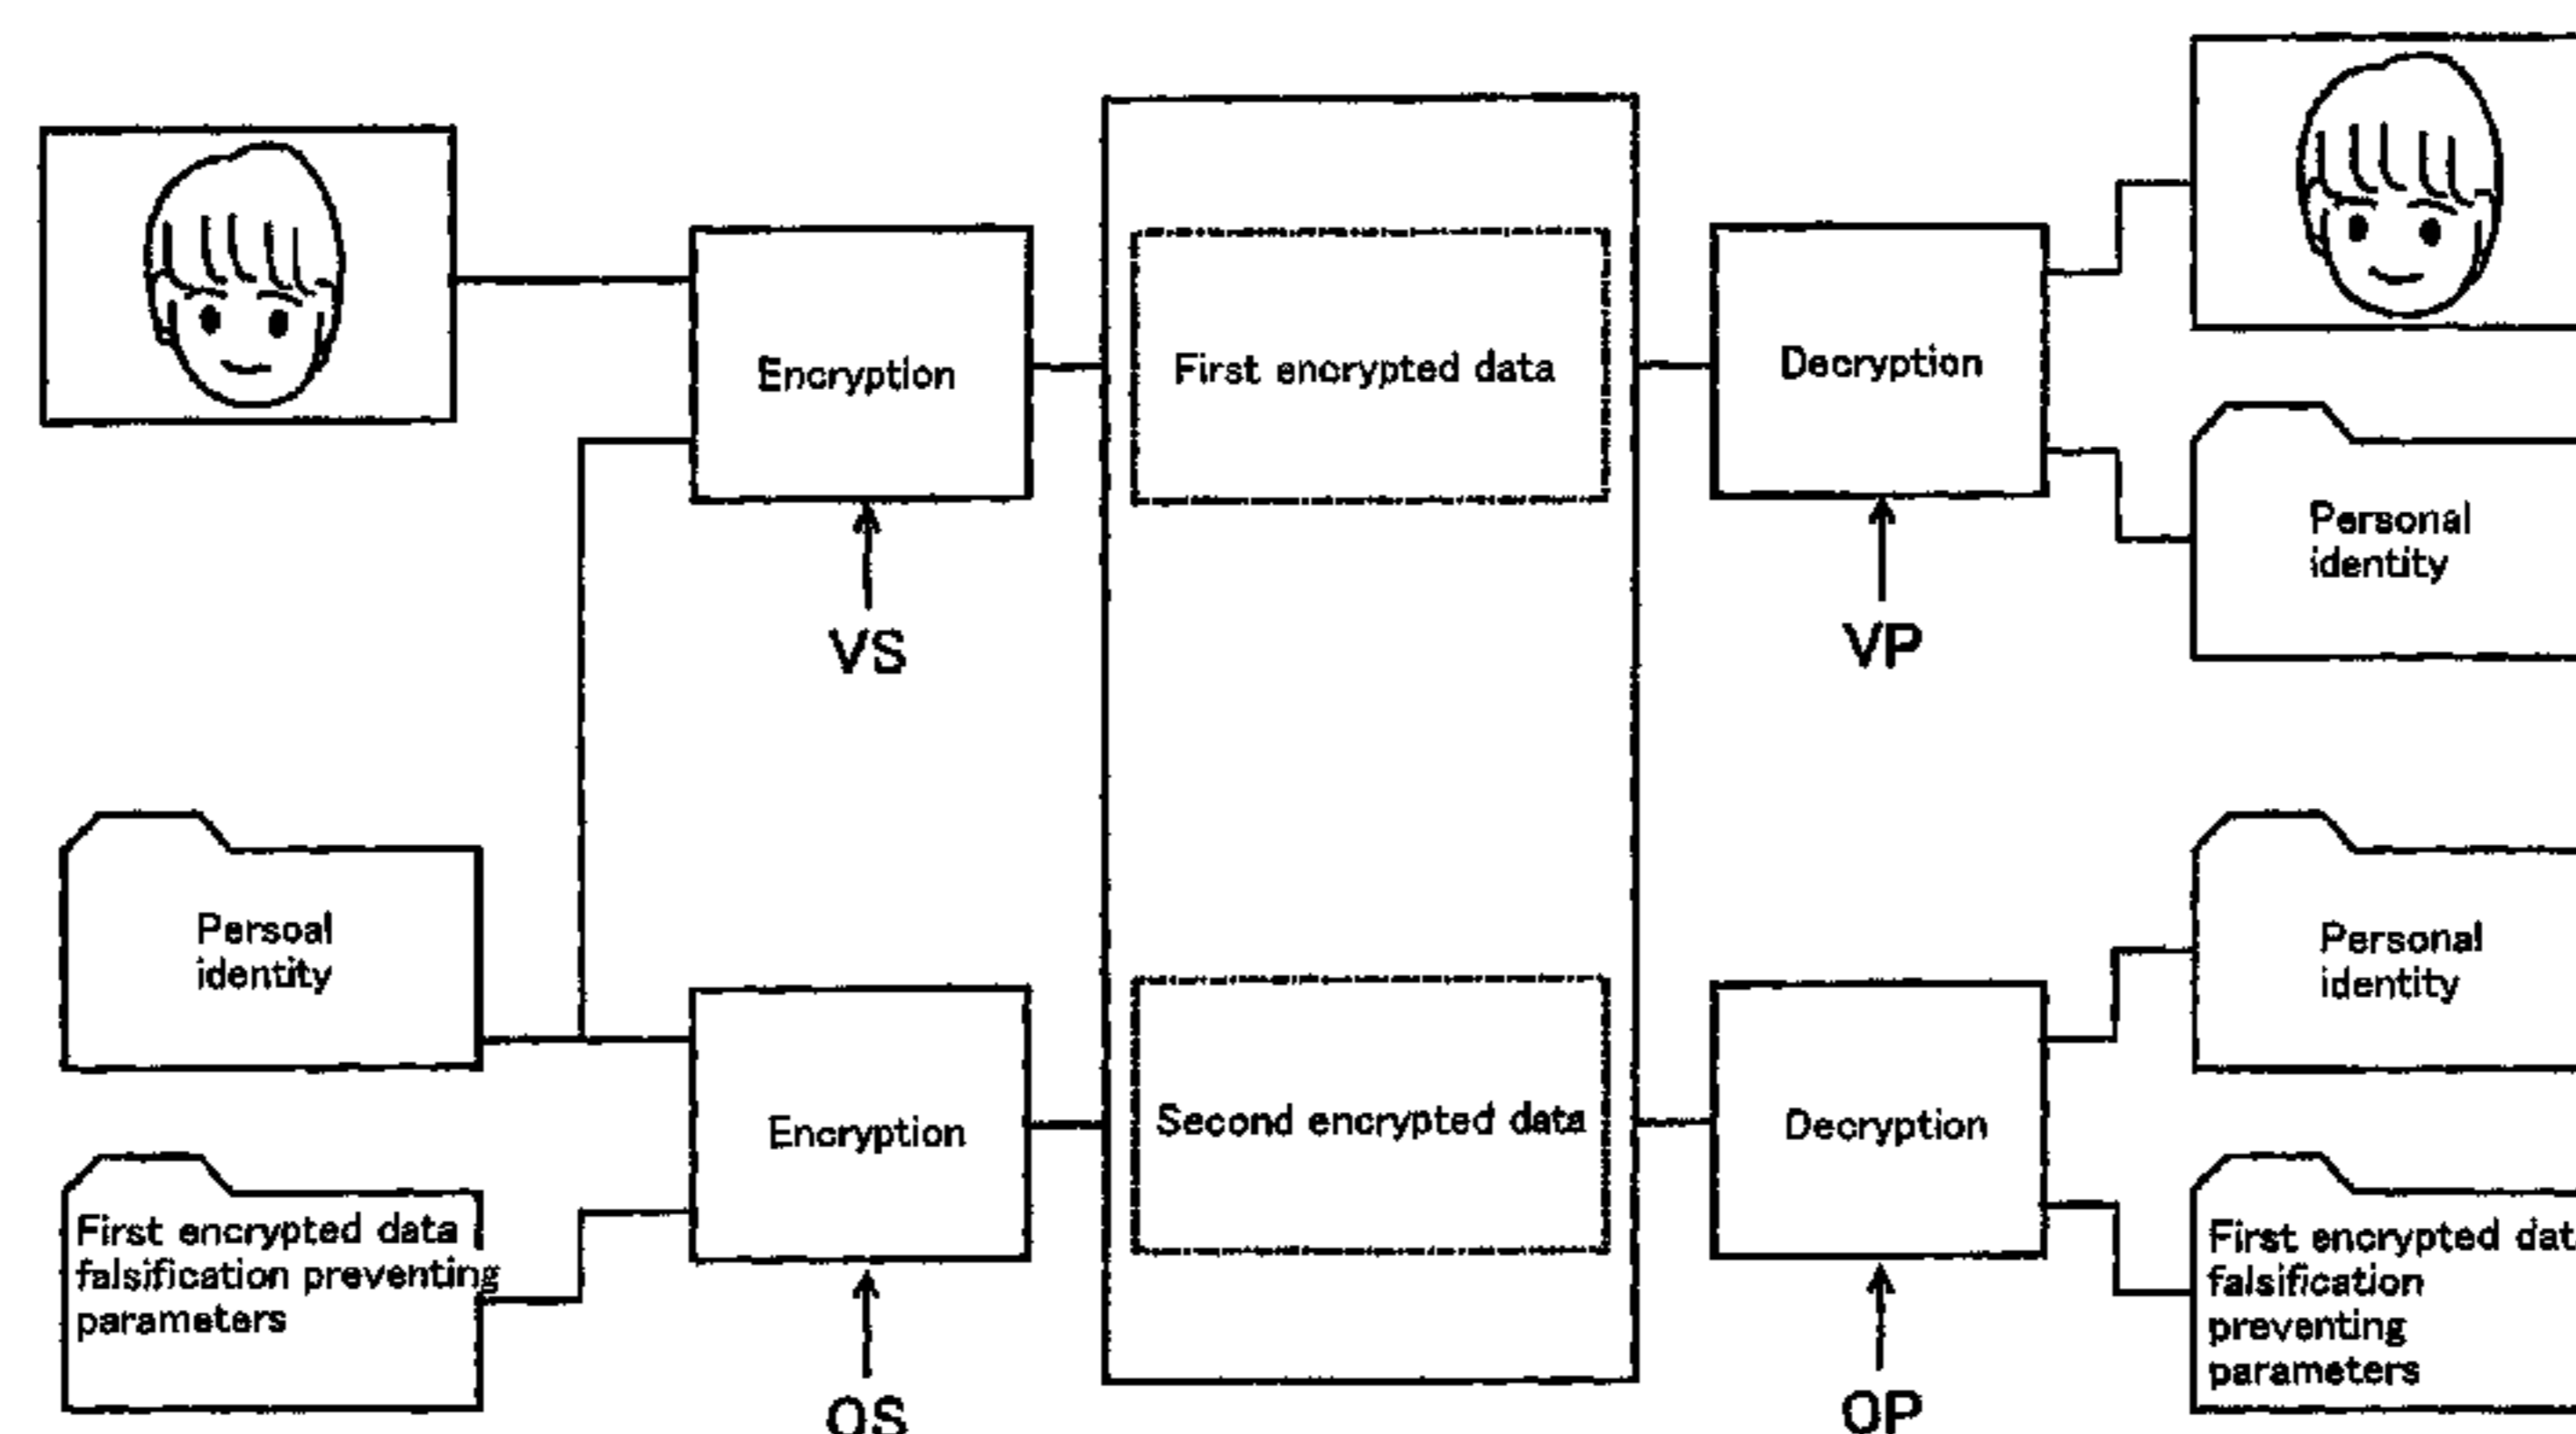 Encryption
First encrypted data
Decryption
VS
VP
Personal
identity
Persoal
identity
Encryption
Second encrypted data
Decryption
Personal
identity
First encrypted data
falsification preventing
parameters
OS
OP
First encrypted dat
falsification
preventing
parameters